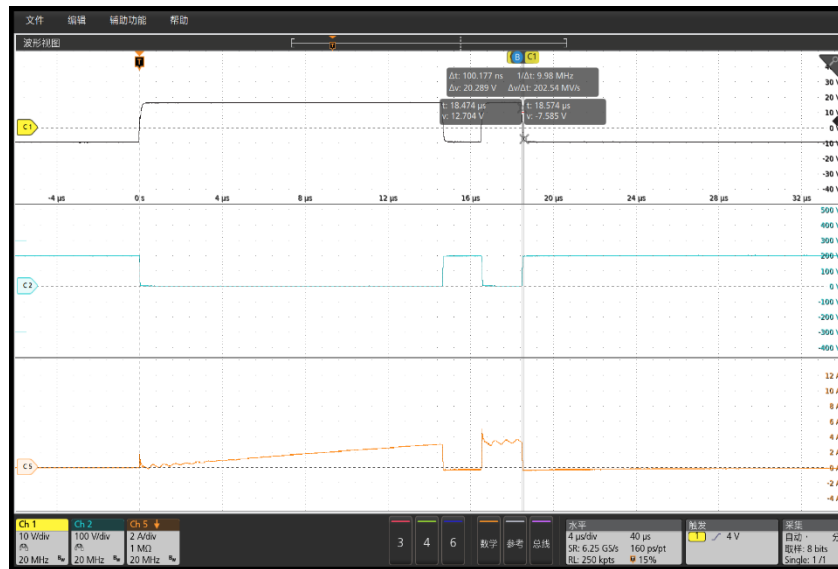 文件 编辑 辅助功能 帮助
波形视图
T
B C1
Δt: 100.177 ns 1/Δt: 9.98 MHz
Δv: 20.289 V Δv/Δt: 202.54 MV/s
t: 18.474 μs
v: 12.704 V
t: 18.574 μs
v: -7.585 V
C1
30 V
20 V
10 V
0 V
-10 V
-20 V
-30 V
-40 V
-4 μs 0 s 4 μs 8 μs 12 μs 16 μs 20 μs 24 μs 28 μs 32 μs
500 V
400 V
300 V
200 V
100 V
0 V
-100 V
-200 V
-300 V
-400 V
C2
12 A
10 A
8 A
6 A
4 A
2 A
0 A
-2 A
-4 A
C5
Ch 1
10 V/div
20 MHz
Ch 2
100 V/div
20 MHz
Ch 5
2 A/div
1 MΩ
20 MHz
3 4 6 数学 参考 总线
水平
4 μs/div 40 μs
SR: 6.25 GS/s 160 ps/pt
RL: 250 kpts 15%
触发
1 4 V
采集
自动
取样: 8 bits
Single: 1 /1